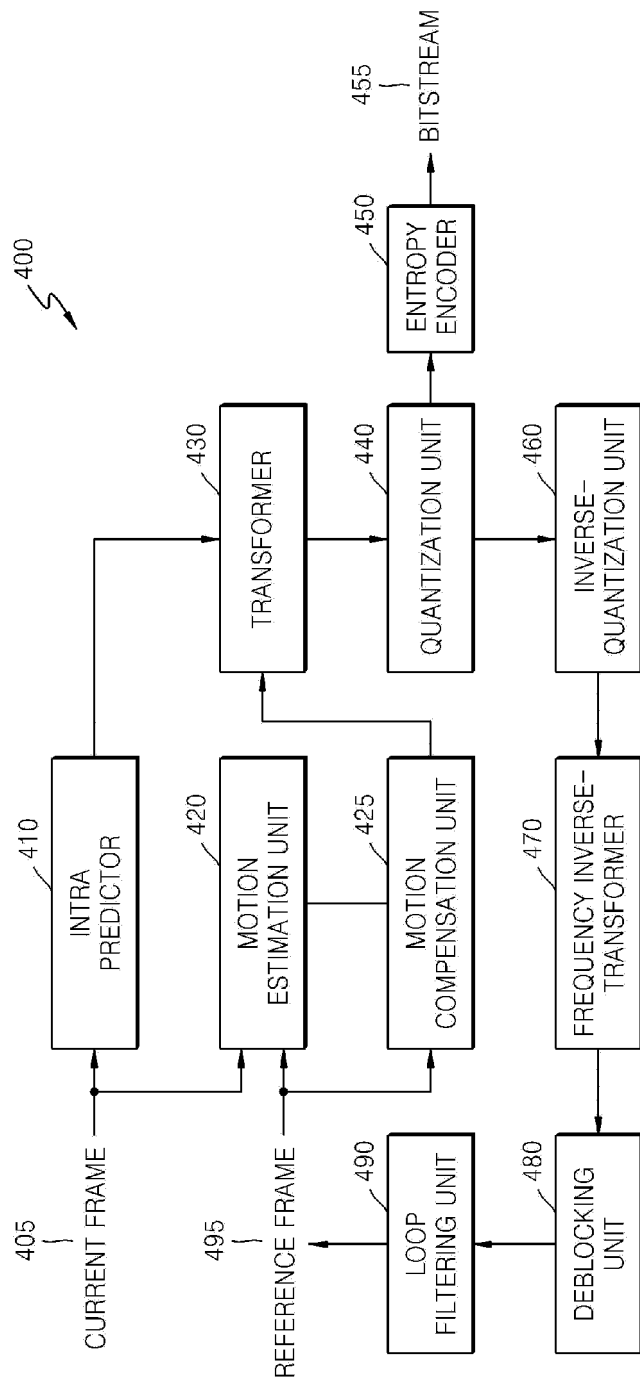 400
405
CURRENT FRAME
410
INTRA
PREDICTOR
495
REFERENCE FRAME
420
MOTION
ESTIMATION UNIT
425
MOTION
COMPENSATION UNIT
430
TRANSFORMER
440
QUANTIZATION UNIT
450
ENTROPY
ENCODER
455
BITSTREAM
460
INVERSE-
QUANTIZATION UNIT
470
FREQUENCY INVERSE-
TRANSFORMER
480
DEBLOCKING
UNIT
490
LOOP
FILTERING UNIT